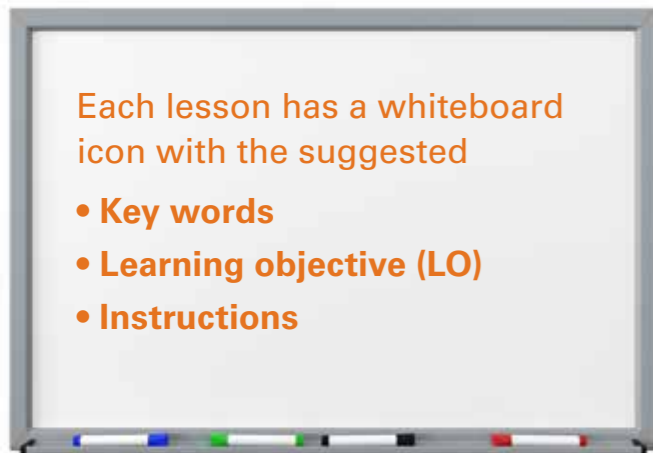 Each lesson has a whiteboard
icon with the suggested
• Key words
• Learning objective (LO)
• Instructions